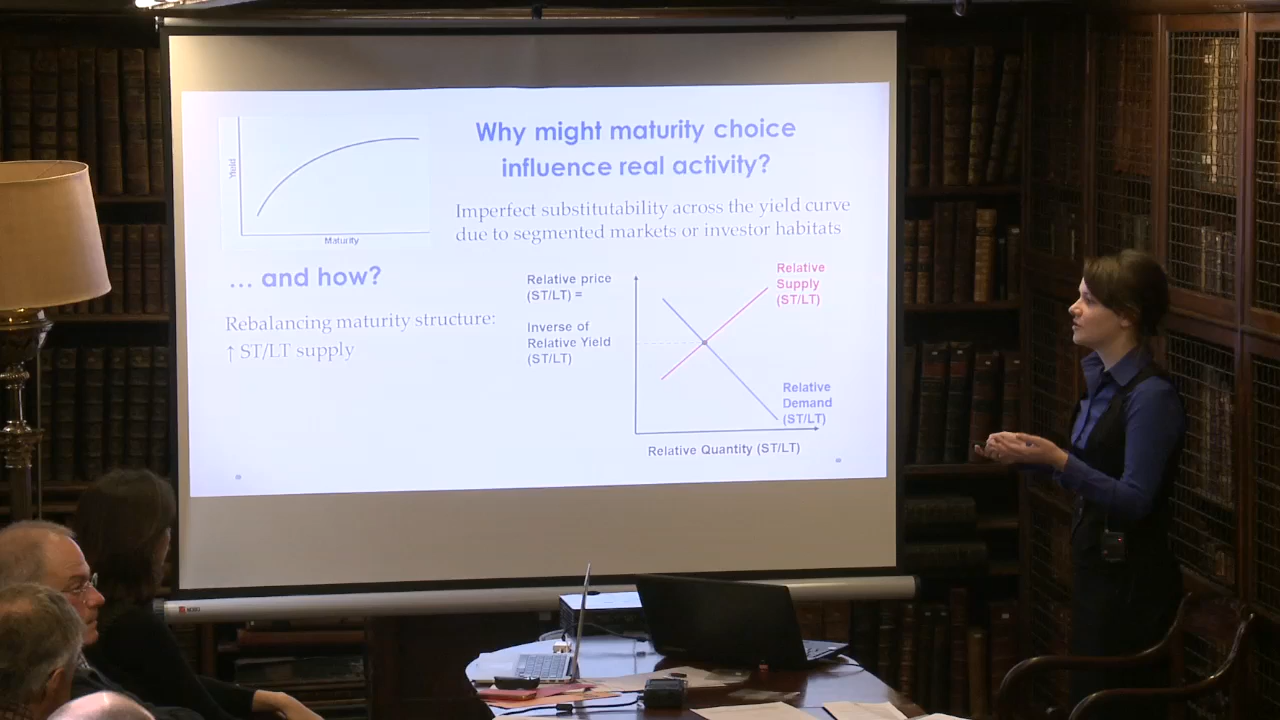 Why might maturity choice
influence real activity?
Yield
Maturity
Imperfect substitutability across the yield curve
due to segmented markets or investor habitats
... and how?
Rebalancing maturity structure:
↑ ST/LT supply
Relative price
(ST/LT) =
Inverse of
Relative Yield
(ST/LT)
Relative
Supply
(ST/LT)
Relative
Demand
(ST/LT)
Relative Quantity (ST/LT)